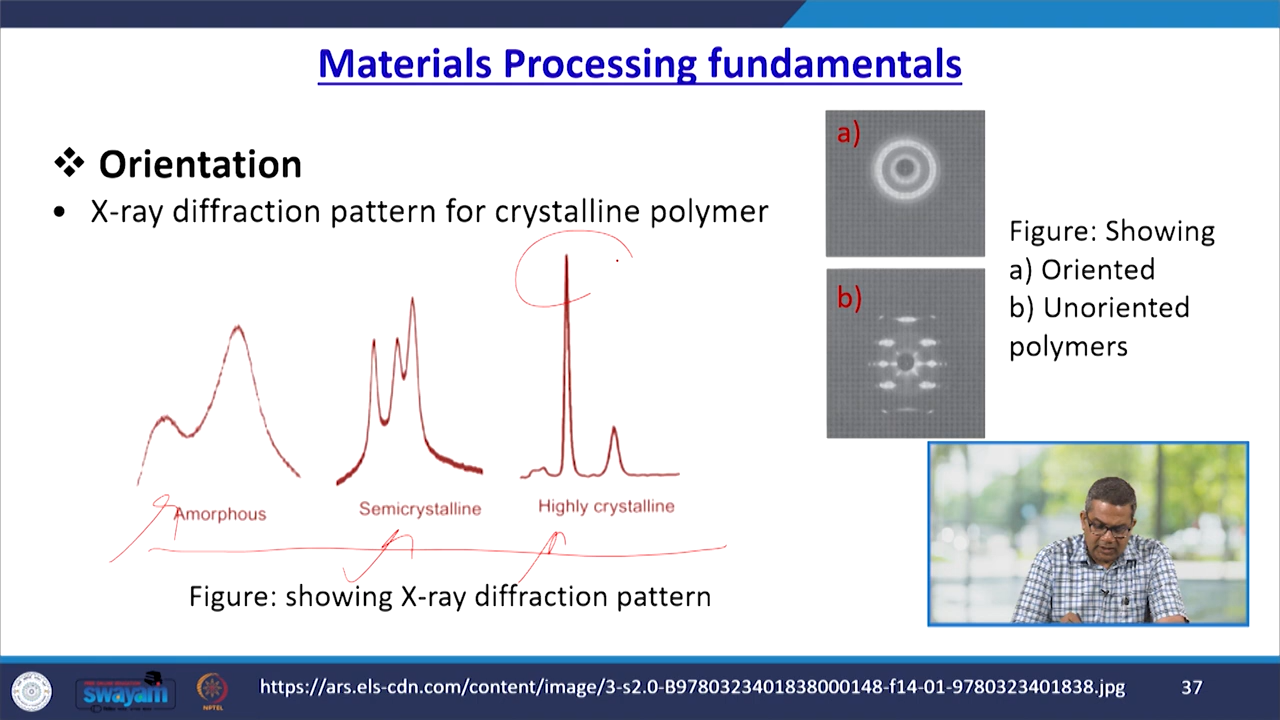 Materials Processing fundamentals
❖ Orientation
• X-ray diffraction pattern for crystalline polymer
a)
b)
Figure: Showing
a) Oriented
b) Unoriented
polymers
Amorphous
Semicrystalline
Highly crystalline
Figure: showing X-ray diffraction pattern
swayam
NPTEL
https://ars.els-cdn.com/content/image/3-s2.0-B9780323401838000148-f14-01-9780323401838.jpg
37